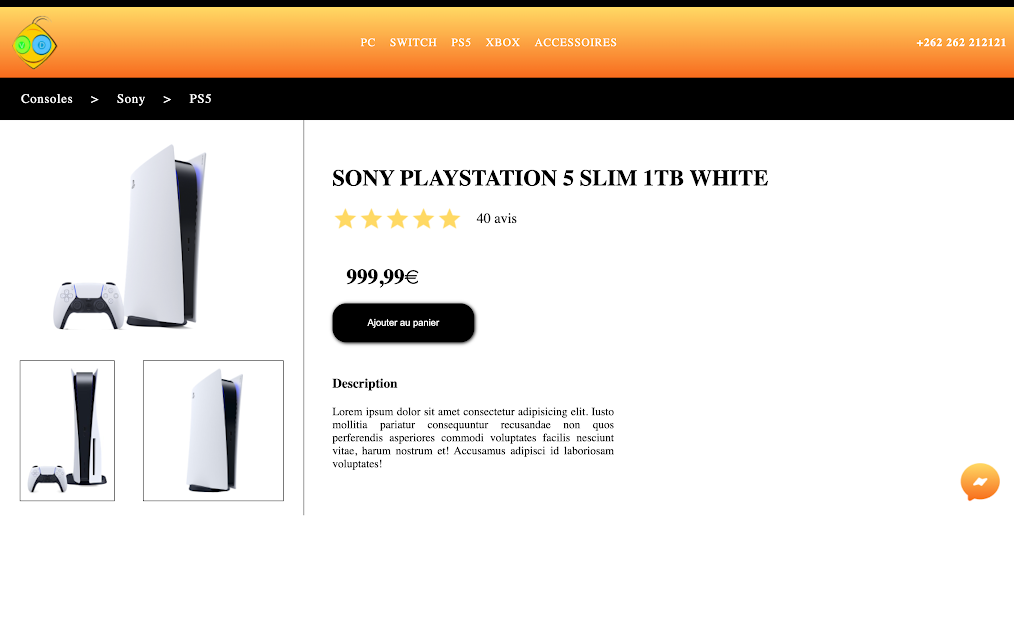 PC SWITCH PS5 XBOX ACCESSOIRES
+262 262 212121
Consoles > Sony > PS5
SONY PLAYSTATION 5 SLIM 1TB WHITE
40 avis
999,99€
Ajouter au panier
Description
Lorem ipsum dolor sit amet consectetur adipisicing elit. Iusto
mollitia pariatur consequuntur recusandae non quos
perferendis asperiores commodi voluptates facilis nesciunt
vitae, harum nostrum et! Accusamus adipisci id laboriosam
voluptates!